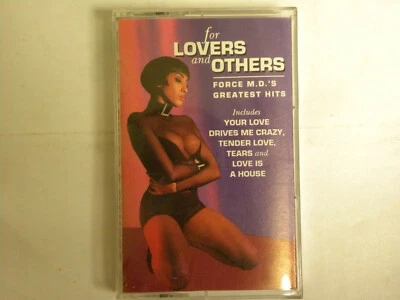 for
LOVERS
and
OTHERS
FORCE M.D.'S
GREATEST HITS
Includes
YOUR LOVE
DRIVES ME CRAZY,
TENDER LOVE,
TEARS and
LOVE IS
A HOUSE